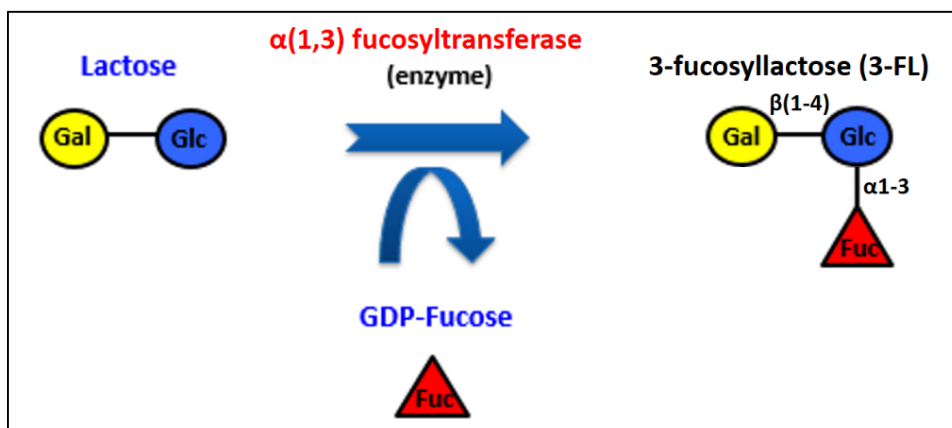 α(1,3) fucosyltransferase
(enzyme)
Lactose
Gal
Glc
3-fucosyllactose (3-FL)
β(1-4)
Gal
Glc
α1-3
Fuc
GDP-Fucose
Fuc